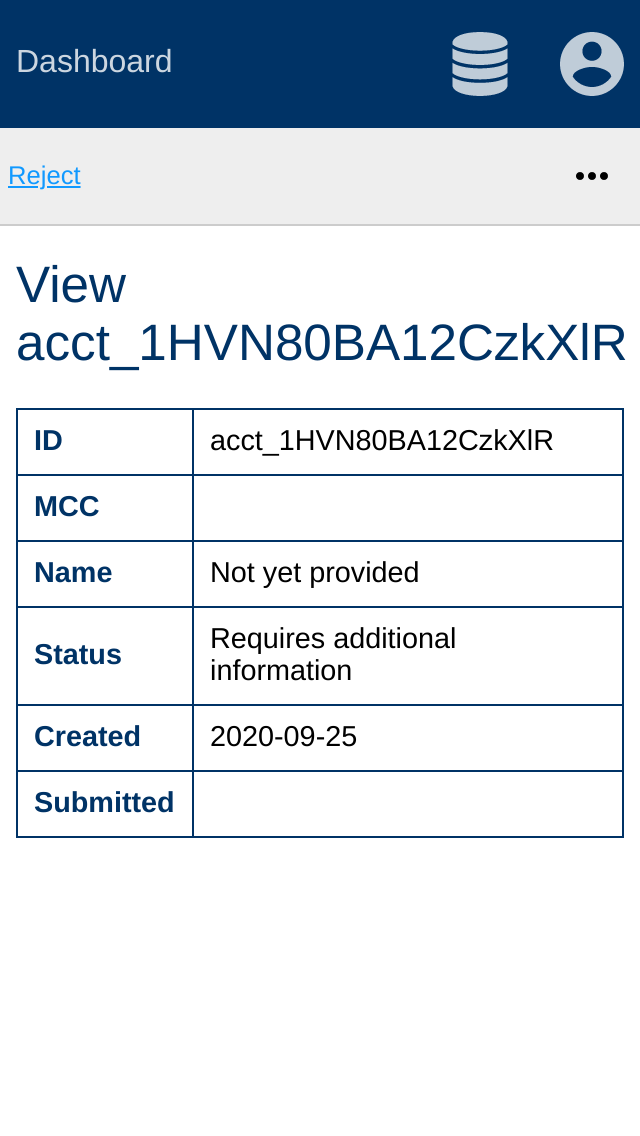 Dashboard
Reject
View
acct_1HVN80BA12CzkXlR
ID acct_1HVN80BA12CzkXlR
MCC
Name Not yet provided
Status Requires additional
information
Created 2020-09-25
Submitted